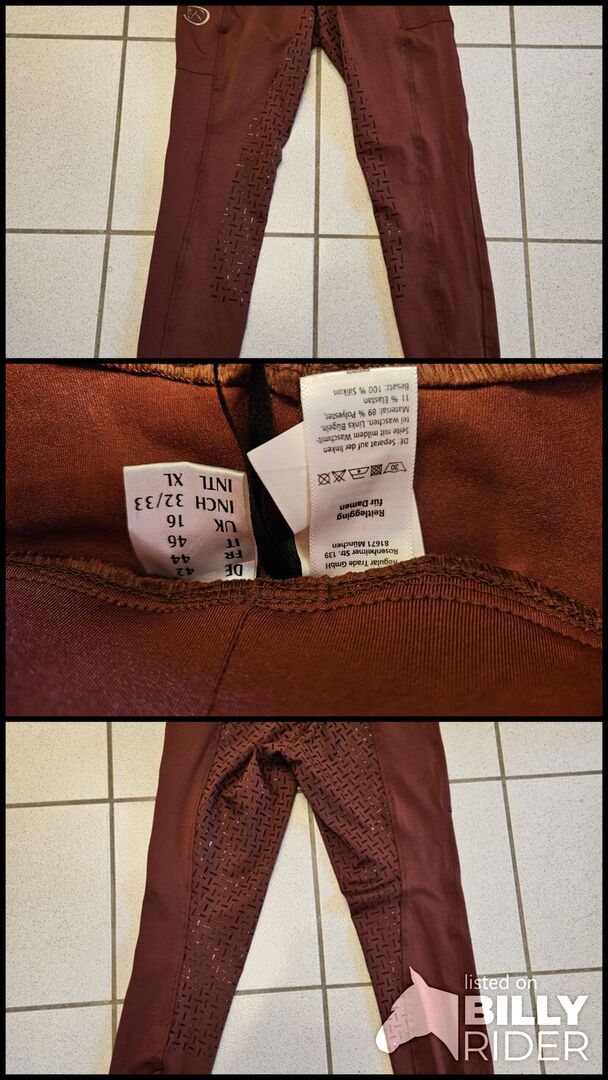 DE 42
FR 44
IT 46
UK 16
INCH 32/33
INTL XL
Regular Trade GmbH
Rosenheimer Str. 139
81671 München
Reitlegging
für Damen
30
DE: Separat auf der linken
Seite mit mildem Waschmit-
tel waschen. Links Bügeln.
Material: 89 % Polyester,
11 % Elastan
Besatz: 100 % Silikon
listed on
BILLY
RIDER